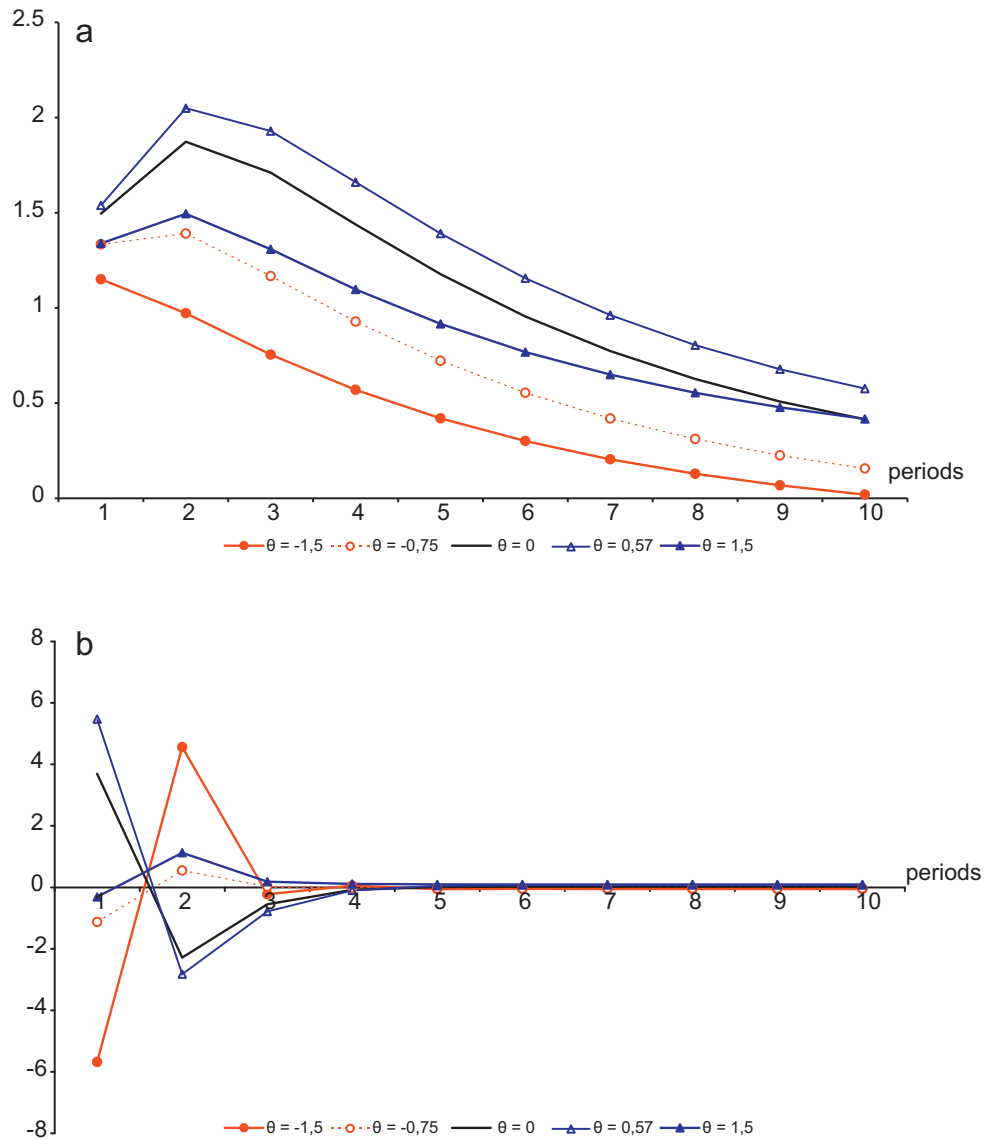 a
2.5
2
1.5
1
0.5
0
periods
1 2 3 4 5 6 7 8 9 10
θ = -1,5 θ = -0,75 θ = 0 θ = 0,57 θ = 1,5
b
8
6
4
2
0
-2
-4
-6
-8
periods
1 2 3 4 5 6 7 8 9 10
θ = -1,5 θ = -0,75 θ = 0 θ = 0,57 θ = 1,5